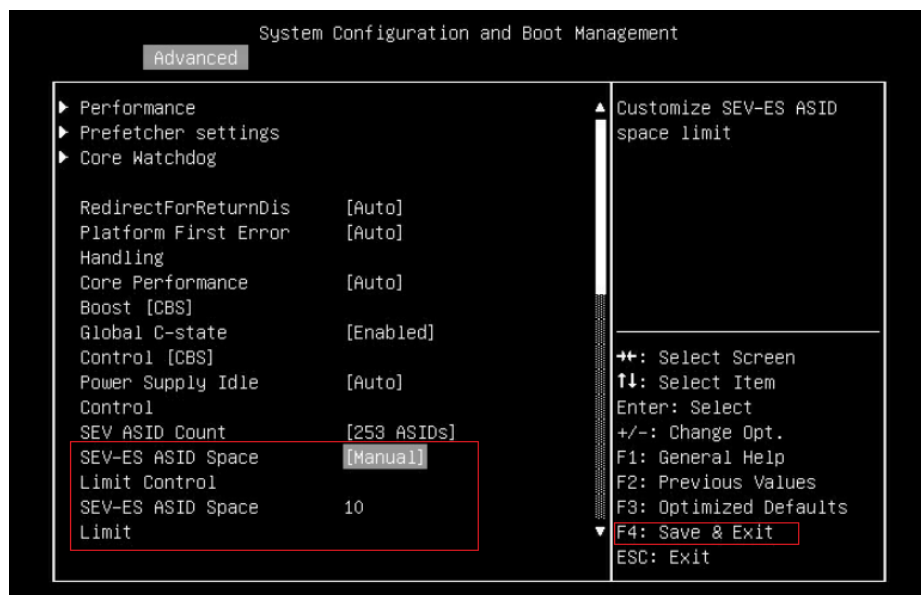 System Configuration and Boot Management
Advanced
Performance
Prefetcher settings
Core Watchdog
RedirectForReturnDis [Auto]
Platform First Error [Auto]
Handling
Core Performance [Auto]
Boost [CBS]
Global C-state [Enabled]
Control [CBS]
Power Supply Idle [Auto]
Control
SEV ASID Count [253 ASIDs]
SEV-ES ASID Space [Manual]
Limit Control
SEV-ES ASID Space 10
Limit
Customize SEV-ES ASID
space limit
→←: Select Screen
↑↓: Select Item
Enter: Select
+/-: Change Opt.
F1: General Help
F2: Previous Values
F3: Optimized Defaults
F4: Save & Exit
ESC: Exit